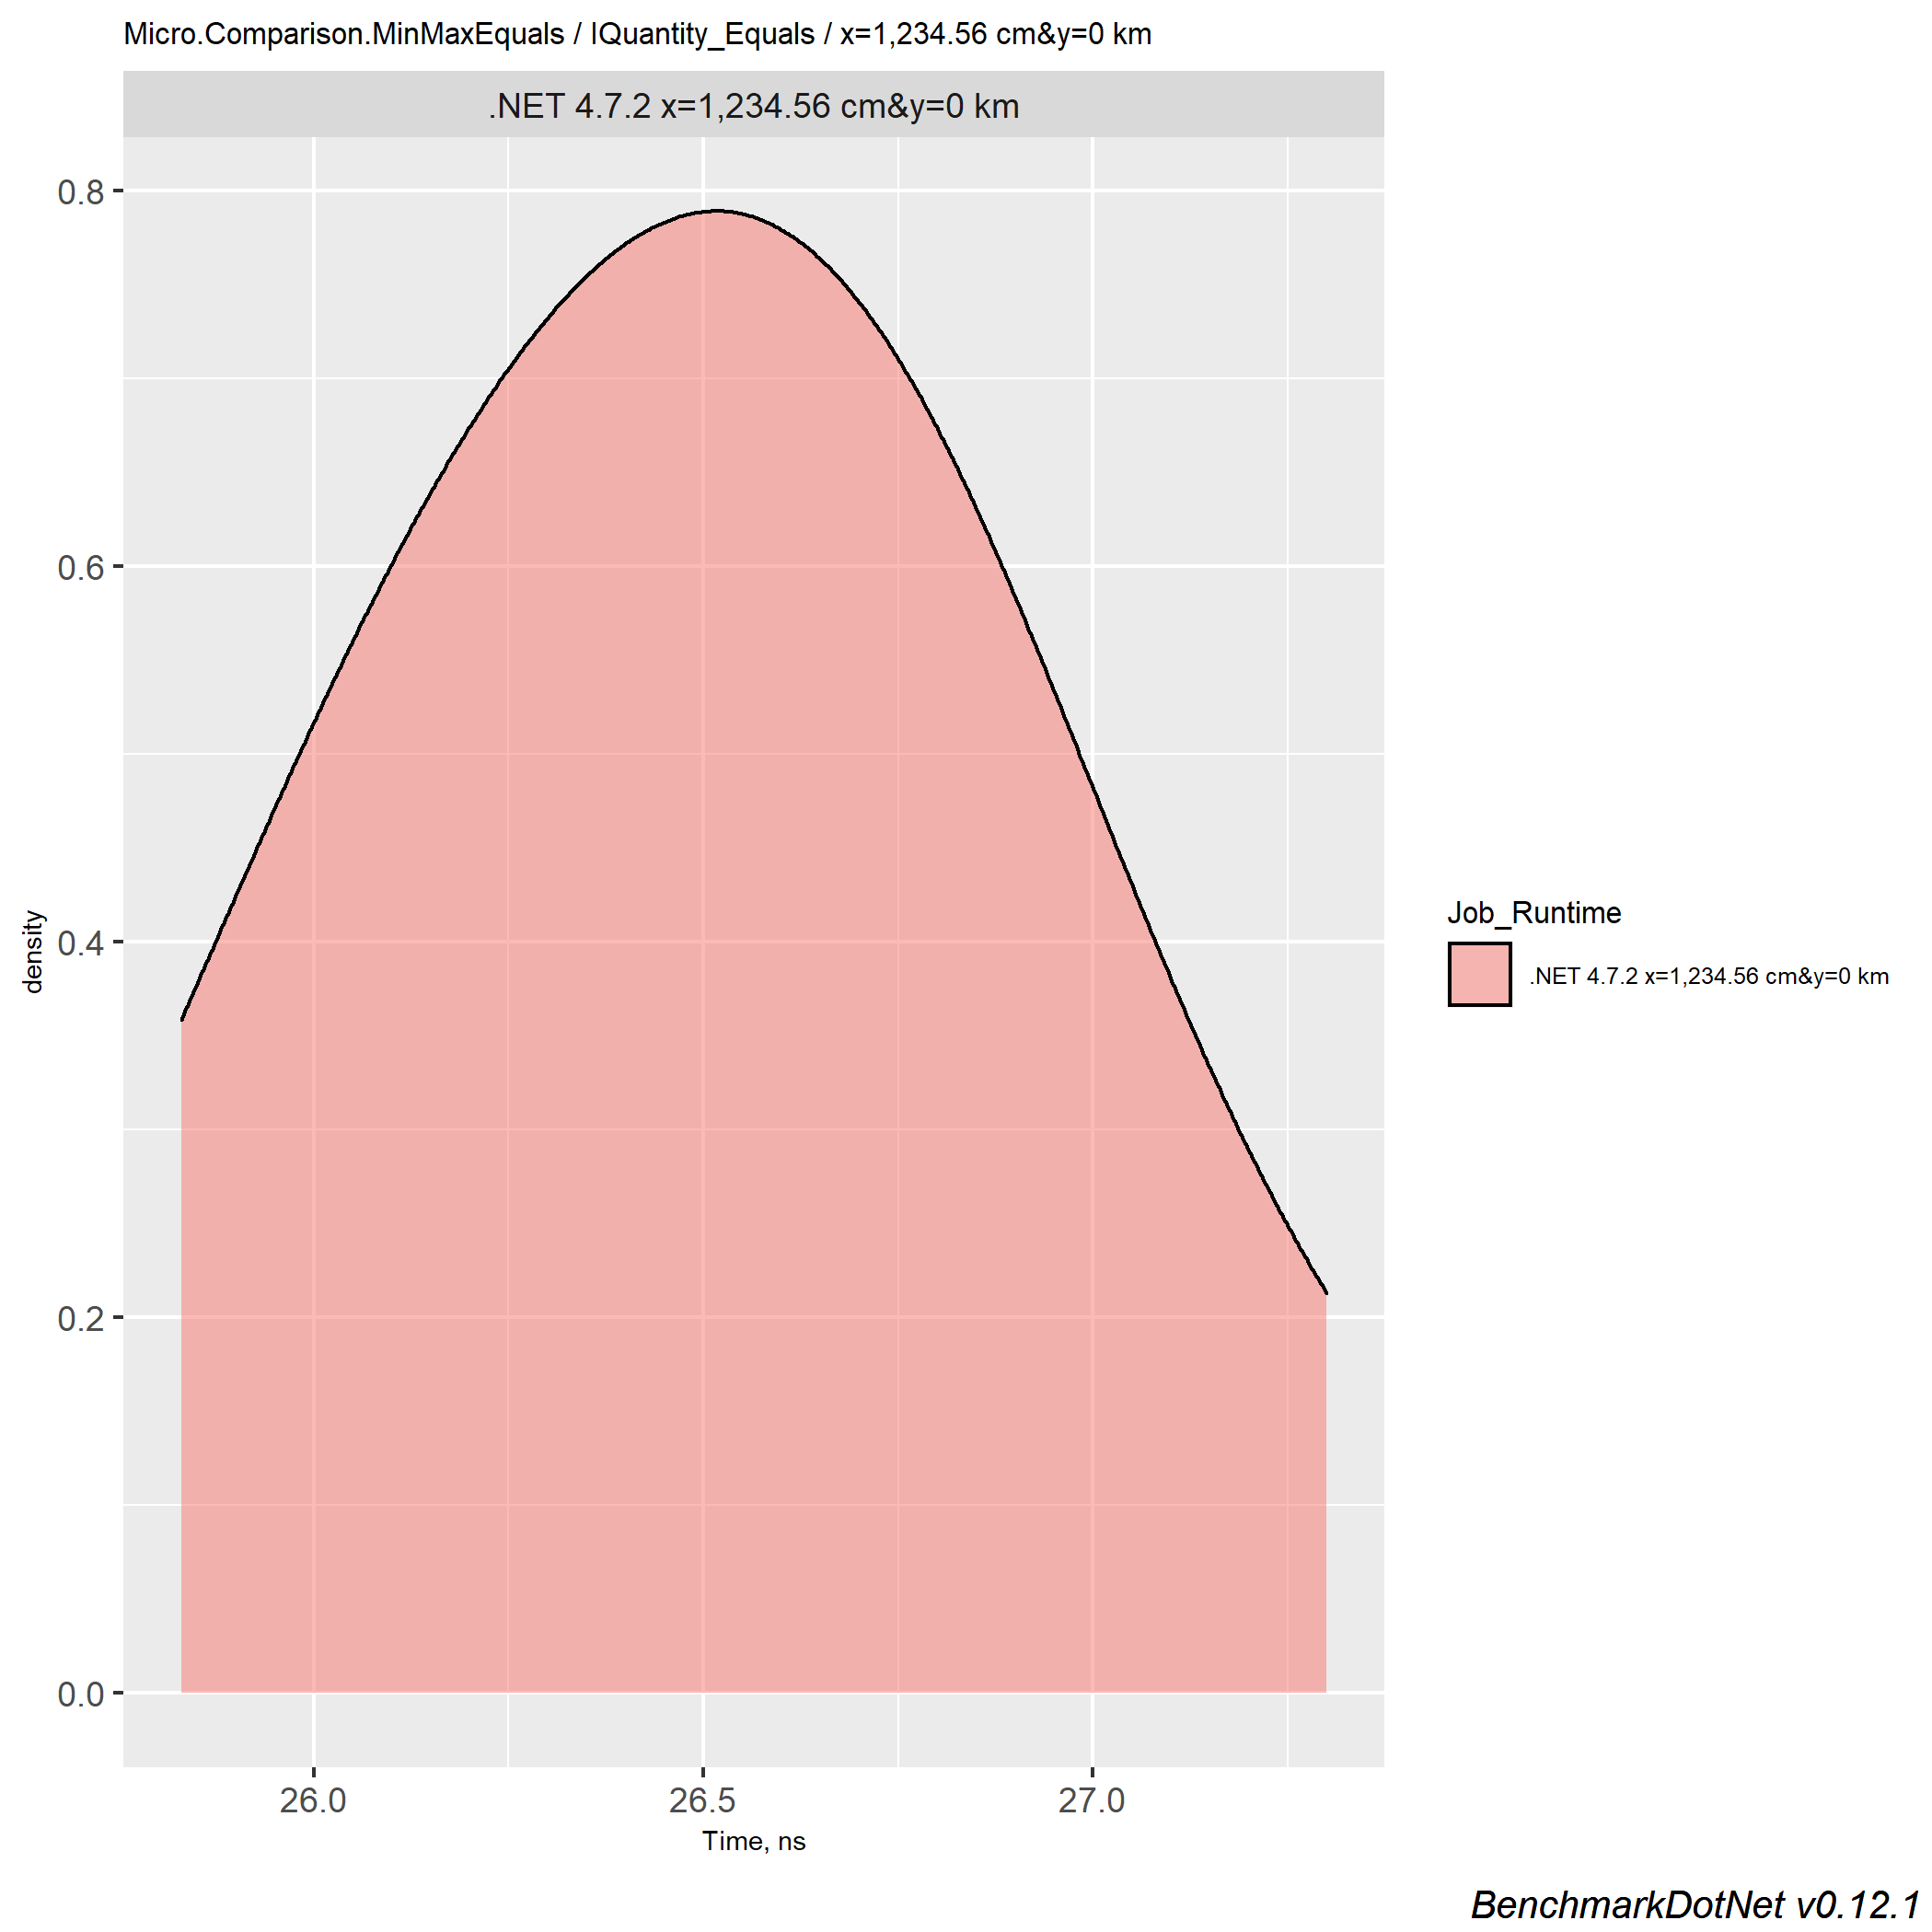 Micro.Comparison.MinMaxEquals / IQuantity_Equals / x=1,234.56 cm&y=0 km
.NET 4.7.2 x=1,234.56 cm&y=0 km
0.8
0.6
0.4
0.2
0.0
density
26.0 26.5 27.0
Time, ns
Job_Runtime
.NET 4.7.2 x=1,234.56 cm&y=0 km
BenchmarkDotNet v0.12.1